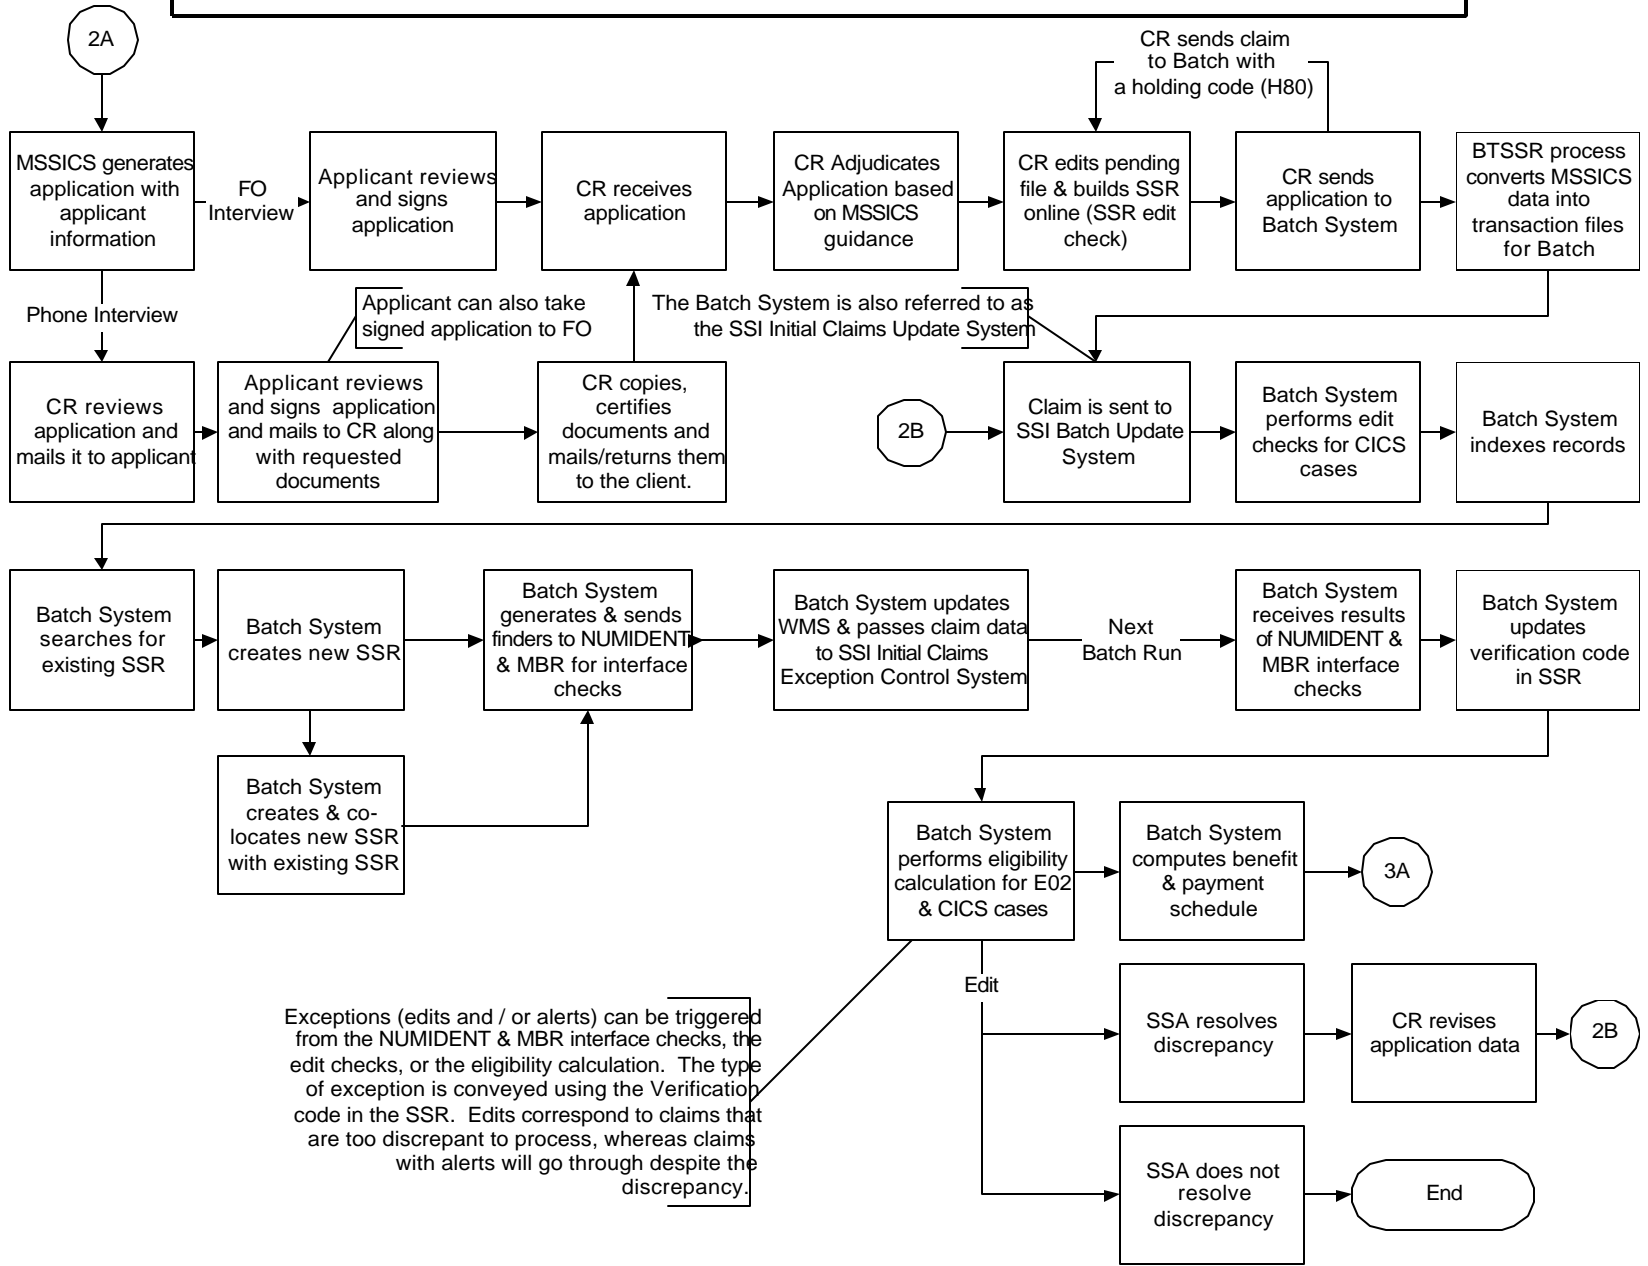 2A
CR sends claim
to Batch with
a holding code (H80)
MSSICS generates
application with
applicant
information
FO
Interview
Applicant reviews
and signs
application
CR receives
application
CR Adjudicates
Application based
on MSSICS
guidance
CR edits pending
file & builds SSR
online (SSR edit
check)
CR sends
application to
Batch System
BTSSR process
converts MSSICS
data into
transaction files
for Batch
Phone Interview
Applicant can also take
signed application to FO
The Batch System is also referred to as
the SSI Initial Claims Update System
CR reviews
application and
mails it to applicant
Applicant reviews
and signs application
and mails to CR along
with requested
documents
CR copies,
certifies
documents and
mails/returns them
to the client.
2B
Claim is sent to
SSI Batch Update
System
Batch System
performs edit
checks for CICS
cases
Batch System
indexes records
Batch System
searches for
existing SSR
Batch System
creates new SSR
Batch System
generates & sends
finders to NUMIDENT
& MBR for interface
checks
Batch System updates
WMS & passes claim data
to SSI Initial Claims
Exception Control System
Next
Batch Run
Batch System
receives results
of NUMIDENT &
MBR interface
checks
Batch System
updates
verification code
in SSR
Batch System
creates & co-
locates new SSR
with existing SSR
Batch System
performs eligibility
calculation for E02
& CICS cases
Batch System
computes benefit
& payment
schedule
3A
Edit
Exceptions (edits and / or alerts) can be triggered
from the NUMIDENT & MBR interface checks, the
edit checks, or the eligibility calculation. The type
of exception is conveyed using the Verification
code in the SSR. Edits correspond to claims that
are too discrepant to process, whereas claims
with alerts will go through despite the
discrepancy.
SSA resolves
discrepancy
CR revises
application data
2B
SSA does not
resolve
discrepancy
End